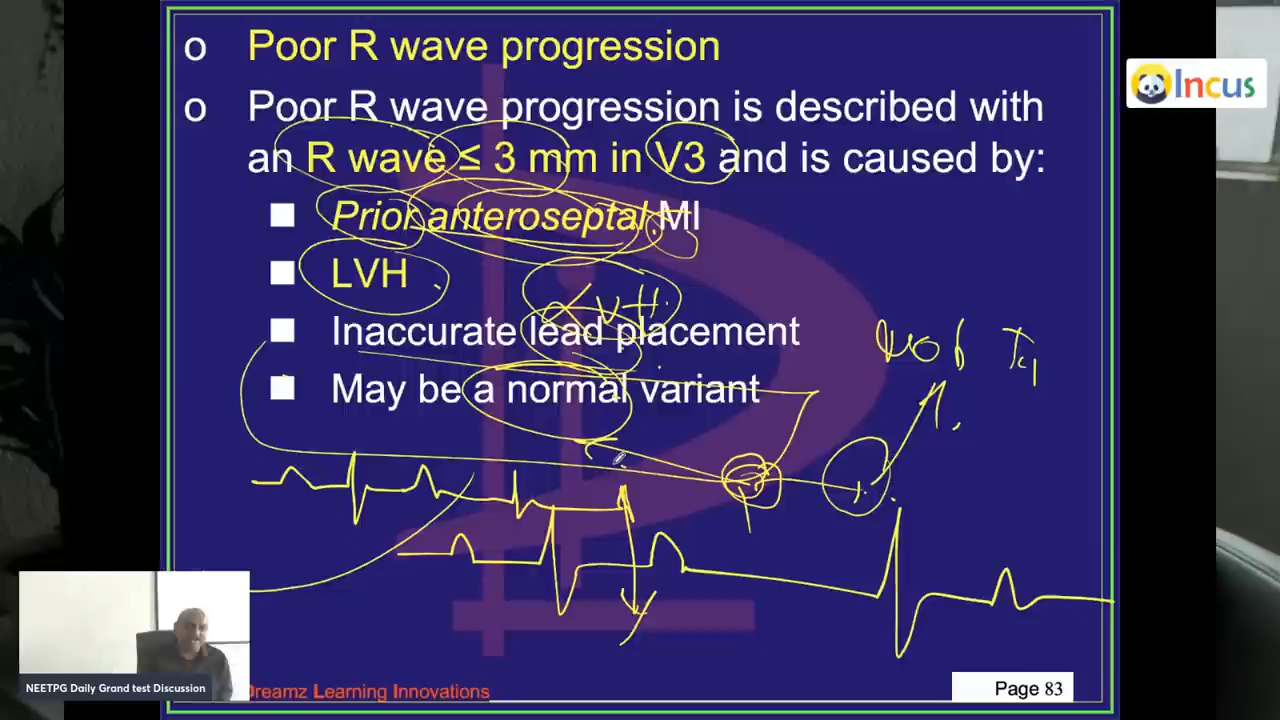 o Poor R wave progression
Incus
o Poor R wave progression is described with
an R wave ≤ 3 mm in V3 and is caused by:
■ Prior anteroseptal MI
■ LVH
■ Inaccurate lead placement
■ May be a normal variant
NEETPG Daily Grand test Discussion
Dreamz Learning Innovations
Page 83